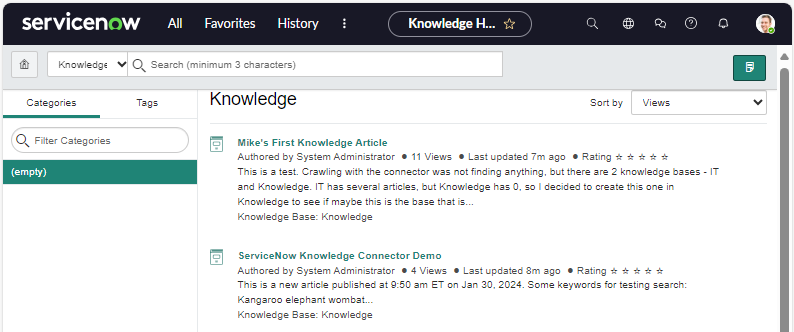 servicenow All Favorites History Knowledge H...
Knowledge Search (minimum 3 characters)
Categories Tags
Filter Categories
(empty)
Knowledge
Sort by Views
Mike's First Knowledge Article
Authored by System Administrator ● 11 Views ● Last updated 7m ago ● Rating ☆ ☆ ☆ ☆ ☆
This is a test. Crawling with the connector was not finding anything, but there are 2 knowledge bases - IT
and Knowledge. IT has several articles, but Knowledge has 0, so I decided to create this one in
Knowledge to see if maybe this is the base that is...
Knowledge Base: Knowledge
ServiceNow Knowledge Connector Demo
Authored by System Administrator ● 4 Views ● Last updated 8m ago ● Rating ☆ ☆ ☆ ☆ ☆
This is a new article published at 9:50 am ET on Jan 30, 2024. Some keywords for testing search:
Kangaroo elephant wombat...
Knowledge Base: Knowledge